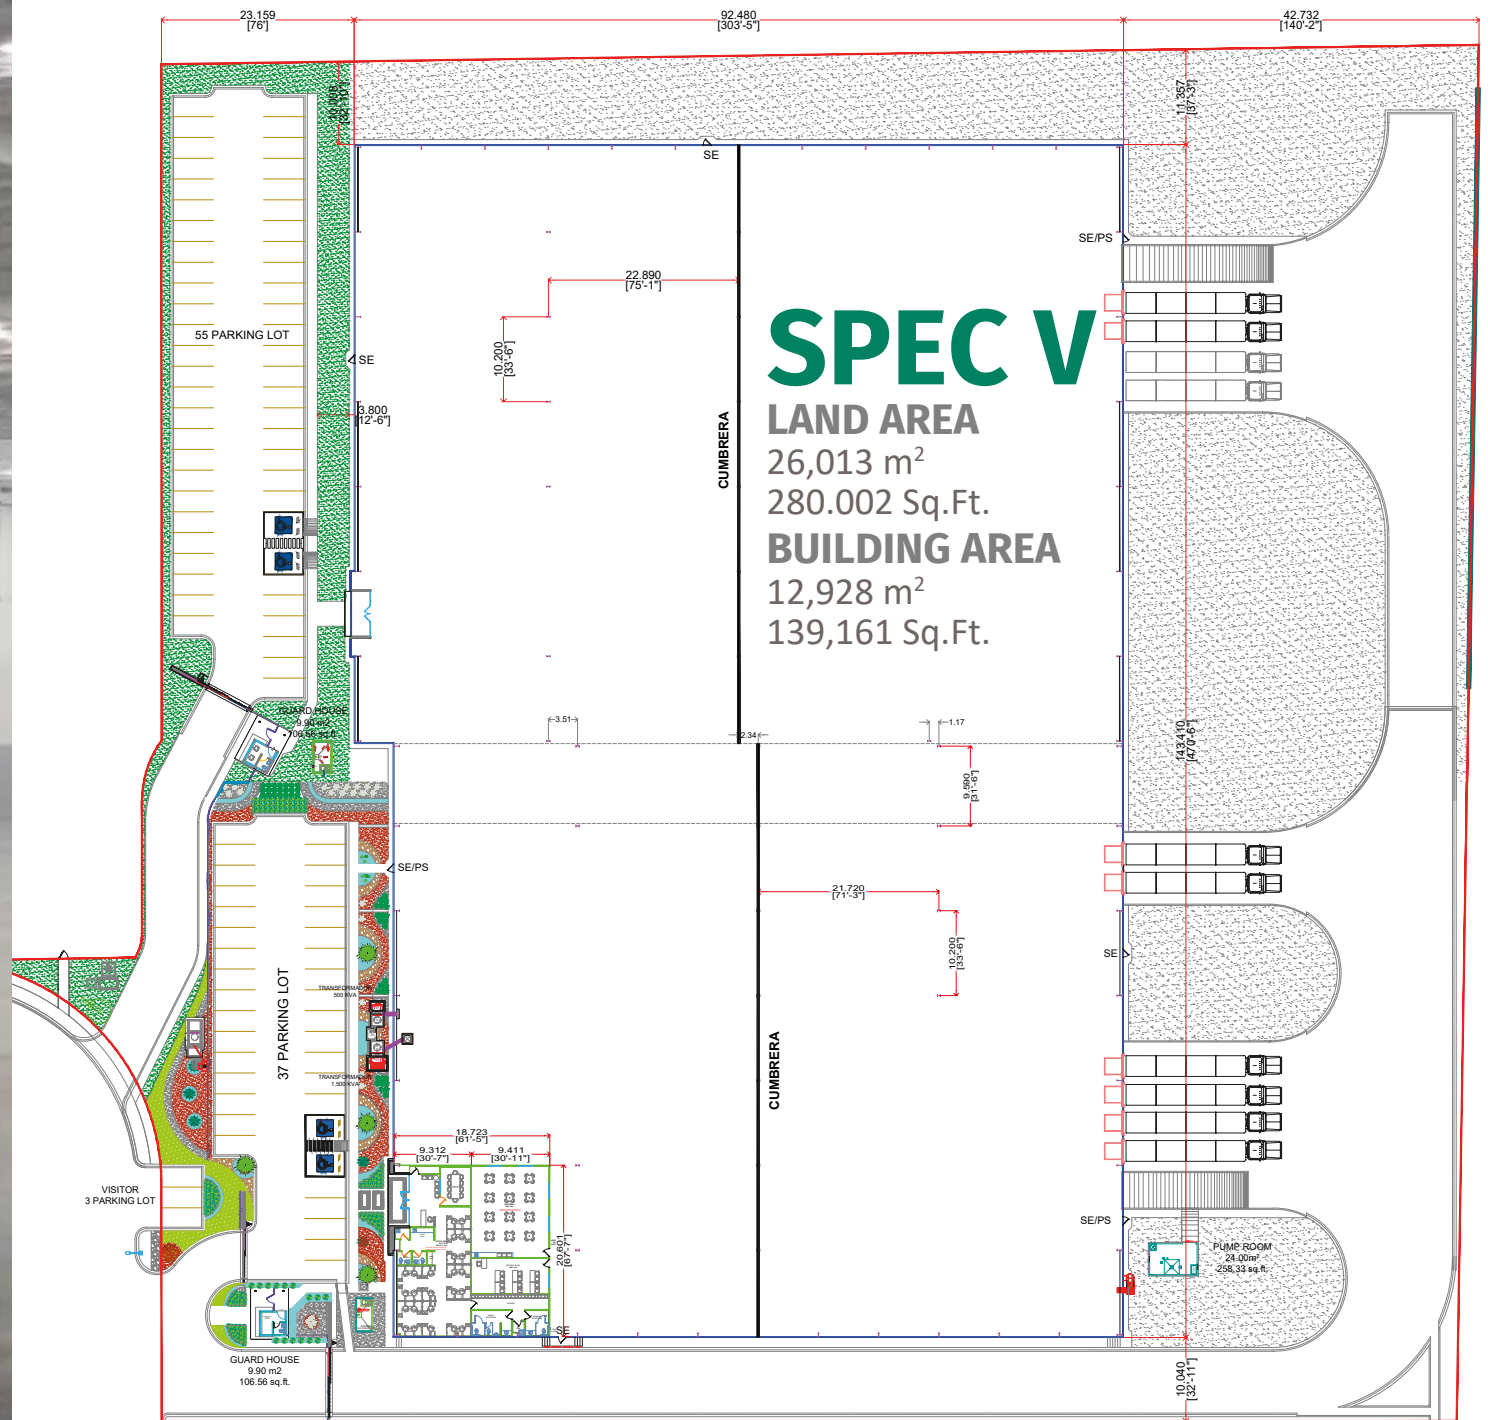 23.159
[76']
92.480
[303'-5"]
42.732
[140'-2"]
10.008
[32'-10"]
11.357
[37'-3"]
SE
SE/PS
22.890
[75'-1"]
55 PARKING LOT
SE
10.200
[33'-6"]
SPEC V
LAND AREA
26,013 m²
280.002 Sq.Ft.
BUILDING AREA
12,928 m²
139,161 Sq.Ft.
3.800
[12'-6"]
CUMBRERA
GUARD HOUSE
9.90 m2
106.56 sq.ft.
3.51
2.34
1.17
143.410
[470'-6"]
9.590
[31'-6"]
SE/PS
21.720
[71'-3"]
10.200
[33'-6"]
SE
37 PARKING LOT
TRANSFORMADOR
500 KVA
TRANSFORMADOR
1,500 KVA
CUMBRERA
18.723
[61'-5"]
9.312
[30'-7"]
9.411
[30'-11"]
VISITOR
3 PARKING LOT
20.601
[67'-7"]
SE/PS
PUMP ROOM
24.00m²
258.33 sq.ft.
SE
GUARD HOUSE
9.90 m2
106.56 sq.ft.
10.040
[32'-11"]